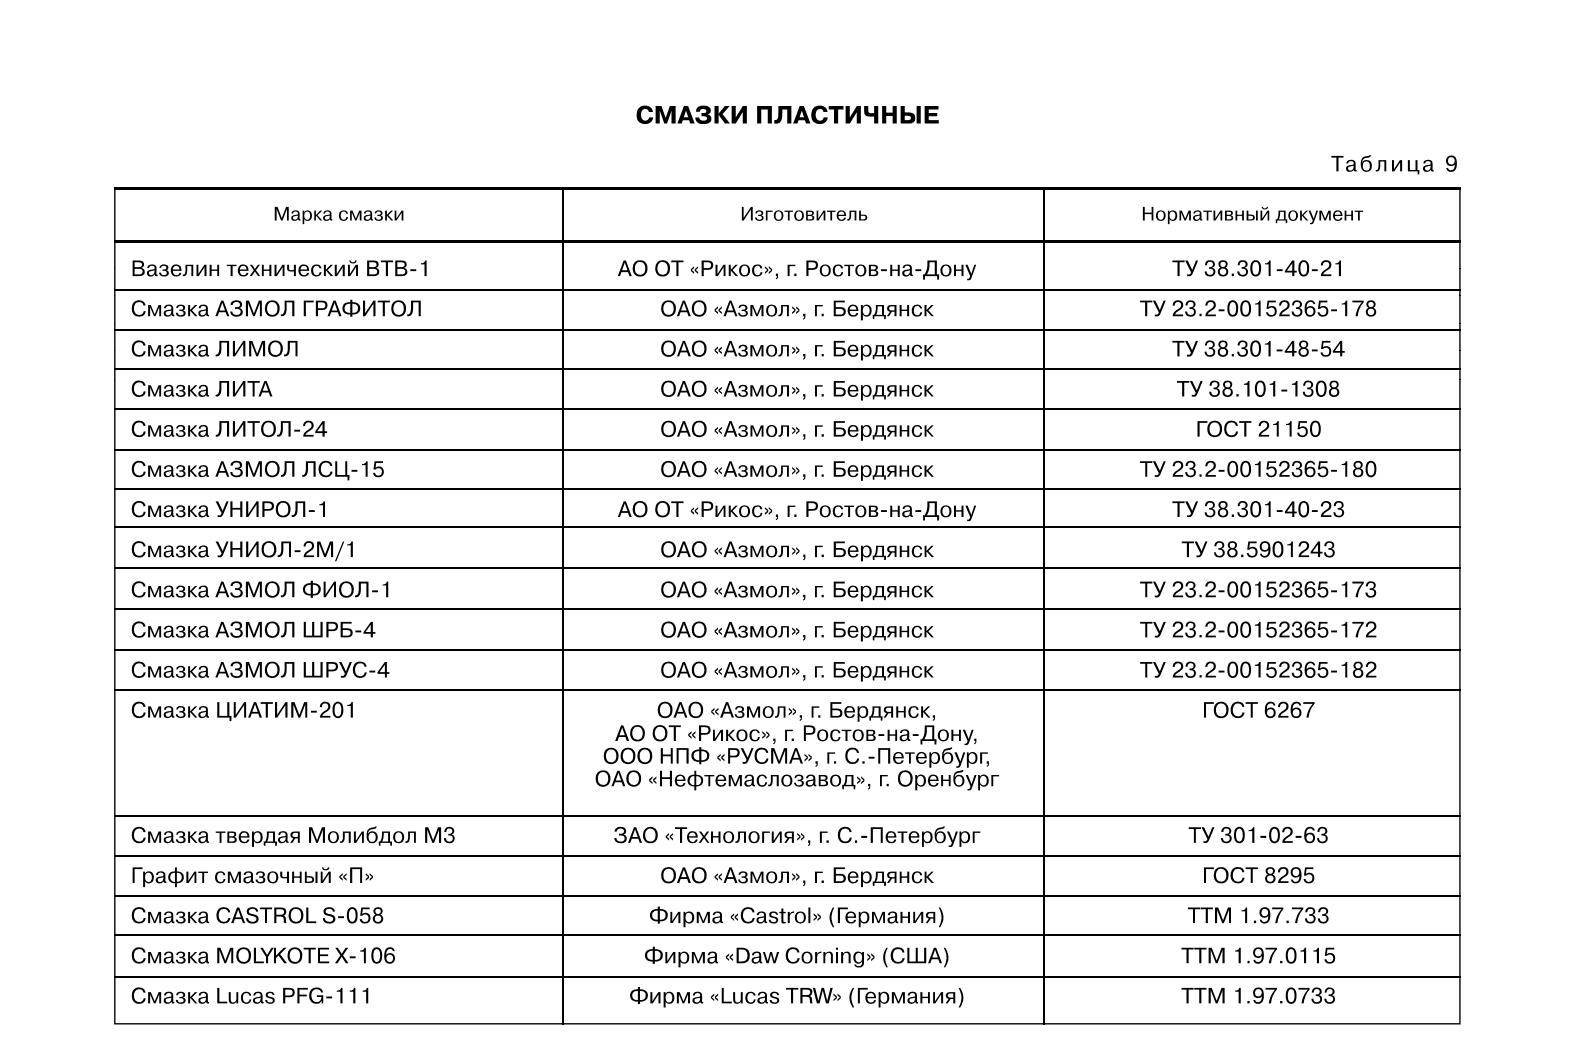 СМАЗКИ ПЛАСТИЧНЫЕ
Таблица 9
Марка смазки Изготовитель Нормативный документ
Вазелин технический ВТВ-1 АО ОТ «Рикос», г. Ростов-на-Дону ТУ 38.301-40-21
Смазка АЗМОЛ ГРАФИТОЛ ОАО «Азмол», г. Бердянск ТУ 23.2-00152365-178
Смазка ЛИМОЛ ОАО «Азмол», г. Бердянск ТУ 38.301-48-54
Смазка ЛИТА ОАО «Азмол», г. Бердянск ТУ 38.101-1308
Смазка ЛИТОЛ-24 ОАО «Азмол», г. Бердянск ГОСТ 21150
Смазка АЗМОЛ ЛСЦ-15 ОАО «Азмол», г. Бердянск ТУ 23.2-00152365-180
Смазка УНИРОЛ-1 АО ОТ «Рикос», г. Ростов-на-Дону ТУ 38.301-40-23
Смазка УНИОЛ-2М/1 ОАО «Азмол», г. Бердянск ТУ 38.5901243
Смазка АЗМОЛ ФИОЛ-1 ОАО «Азмол», г. Бердянск ТУ 23.2-00152365-173
Смазка АЗМОЛ ШРБ-4 ОАО «Азмол», г. Бердянск ТУ 23.2-00152365-172
Смазка АЗМОЛ ШРУС-4 ОАО «Азмол», г. Бердянск ТУ 23.2-00152365-182
Смазка ЦИАТИМ-201 ОАО «Азмол», г. Бердянск, ГОСТ 6267
АО ОТ «Рикос», г. Ростов-на-Дону,
ООО НПФ «РУСМА», г. С.-Петербург,
ОАО «Нефтемаслозавод», г. Оренбург
Смазка твердая Молибдол М3 ЗАО «Технология», г. С.-Петербург ТУ 301-02-63
Графит смазочный «П» ОАО «Азмол», г. Бердянск ГОСТ 8295
Смазка CASTROL S-058 Фирма «Castrol» (Германия) ТТМ 1.97.733
Смазка MOLYKOTE X-106 Фирма «Daw Corning» (США) ТТМ 1.97.0115
Смазка Lucas PFG-111 Фирма «Lucas TRW» (Германия) ТТМ 1.97.0733